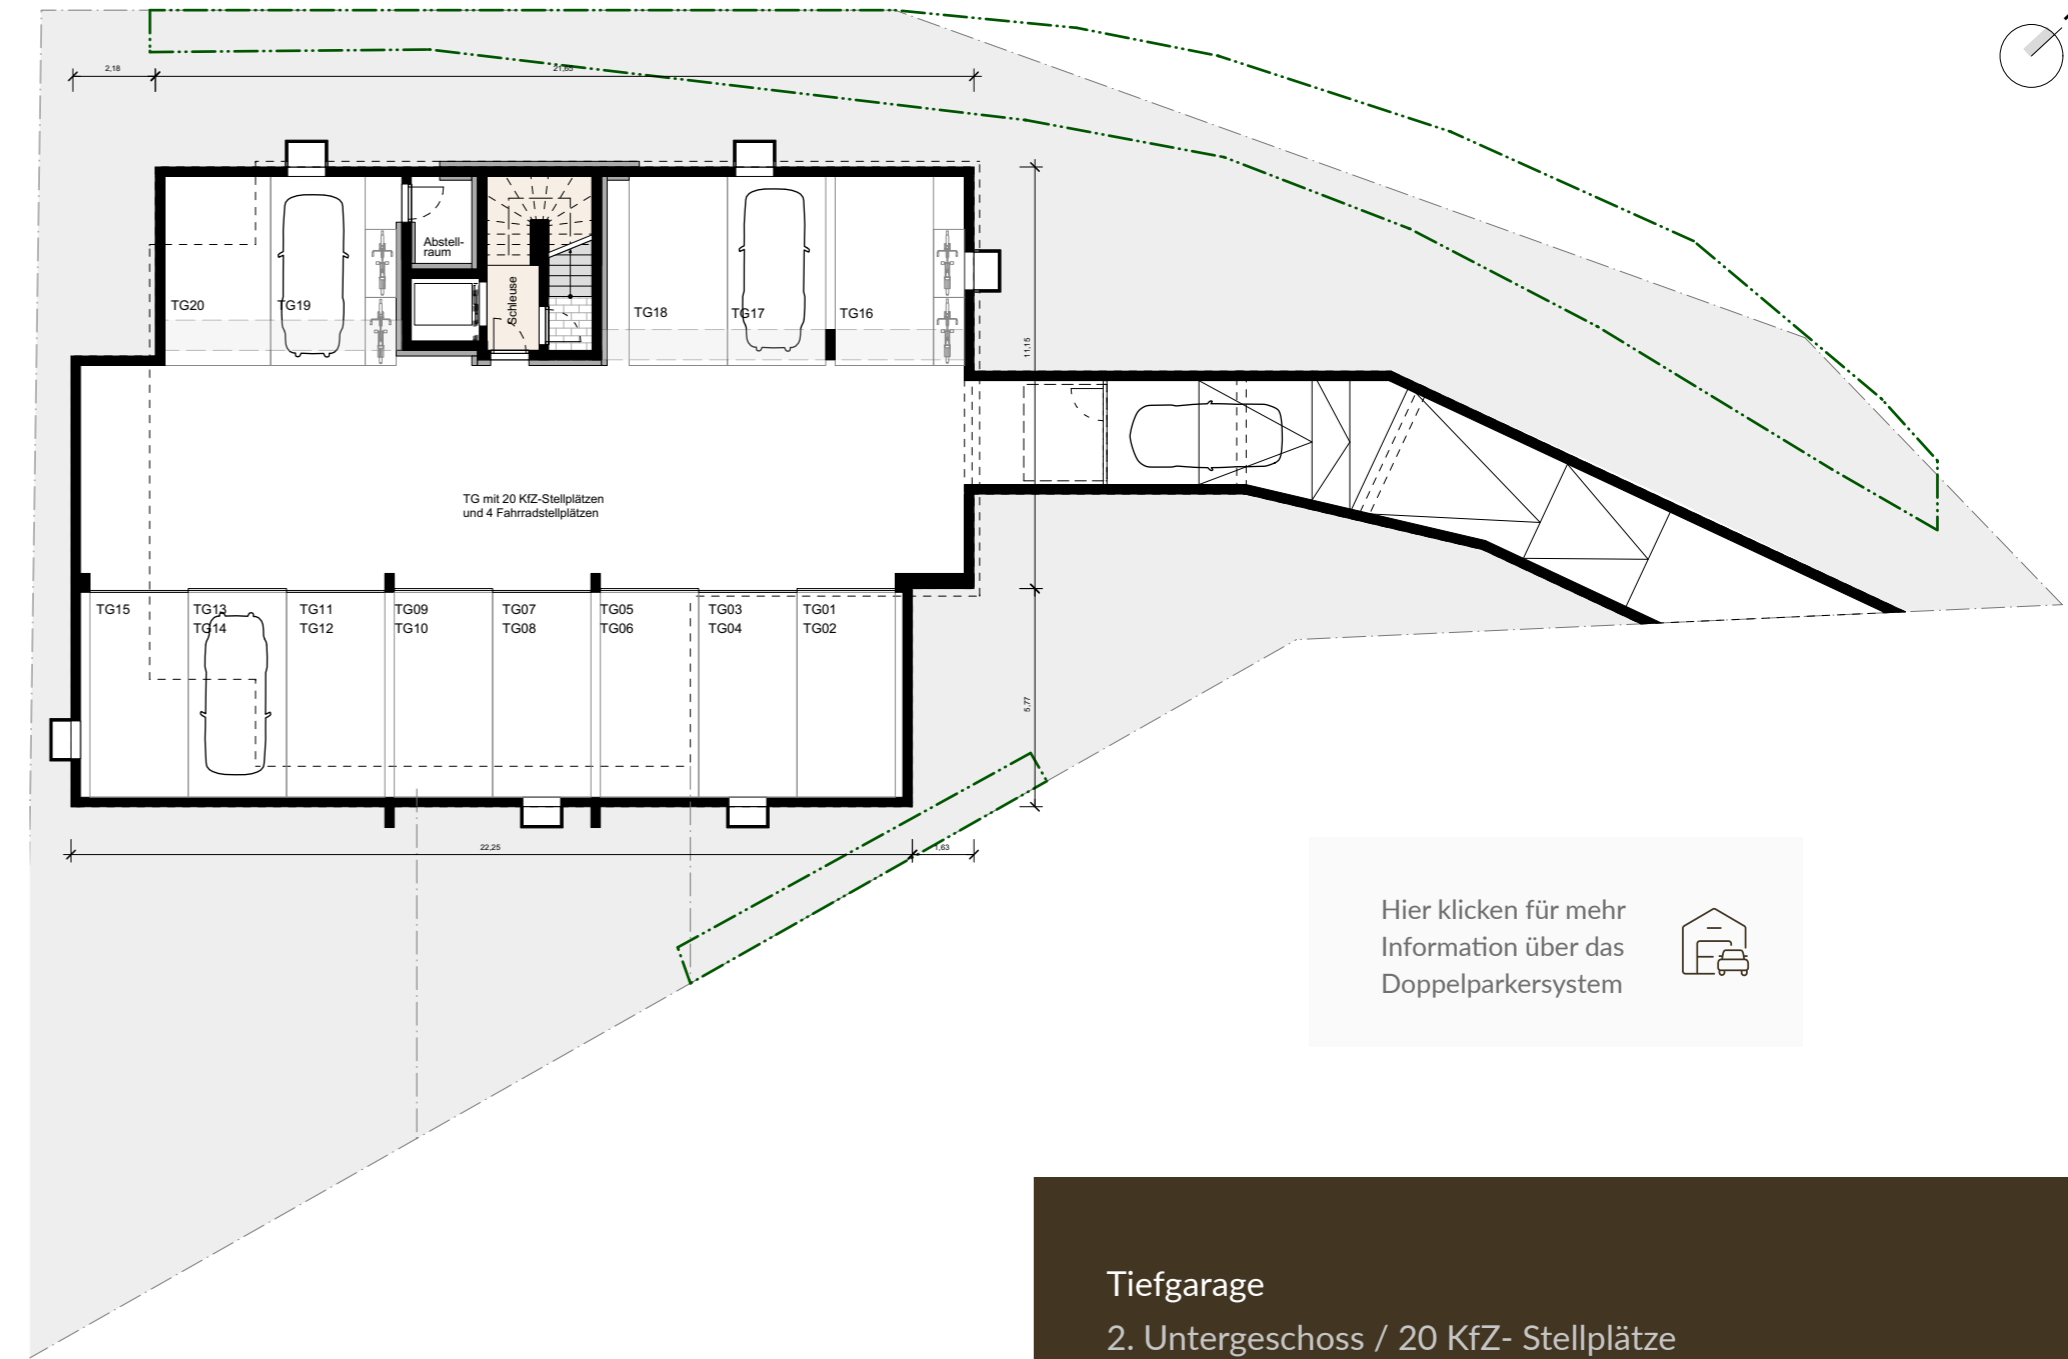 2,18
21,65
Abstell-
raum
Schleuse
TG20
TG19
TG18
TG17
TG16
11,15
TG mit 20 KfZ-Stellplätzen
und 4 Fahrradstellplätzen
TG15
TG13
TG14
TG11
TG12
TG09
TG10
TG07
TG08
TG05
TG06
TG03
TG04
TG01
TG02
5,77
22,25
1,63
Hier klicken für mehr
Information über das
Doppelparkersystem
Tiefgarage
2. Untergeschoss / 20 KfZ- Stellplätze